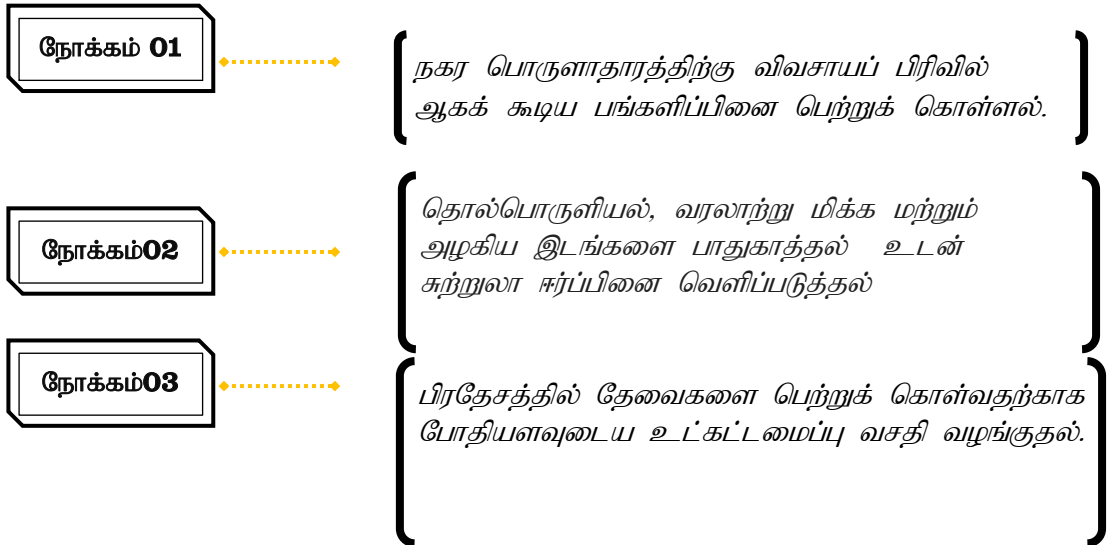 நோக்கம் 01
நகர பொருளாதாரத்திற்கு விவசாயப் பிரிவில்
ஆகக் கூடிய பங்களிப்பினை பெற்றுக் கொள்ளல்.
நோக்கம்02
தொல்பொருளியல், வரலாற்று மிக்க மற்றும்
அழகிய இடங்களை பாதுகாத்தல் உடன்
சுற்றுலா ஈர்ப்பினை வெளிப்படுத்தல்
நோக்கம்03
பிரதேசத்தில் தேவைகளை பெற்றுக் கொள்வதற்காக
போதியளவுடைய உட்கட்டமைப்பு வசதி வழங்குதல்.